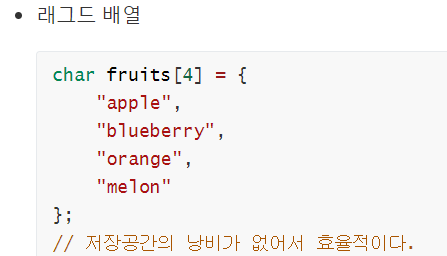 래그드 배열
char fruits[4] = {
    "apple",
    "blueberry",
    "orange",
    "melon"
};
// 저장공간의 낭비가 없어서 효율적이다.